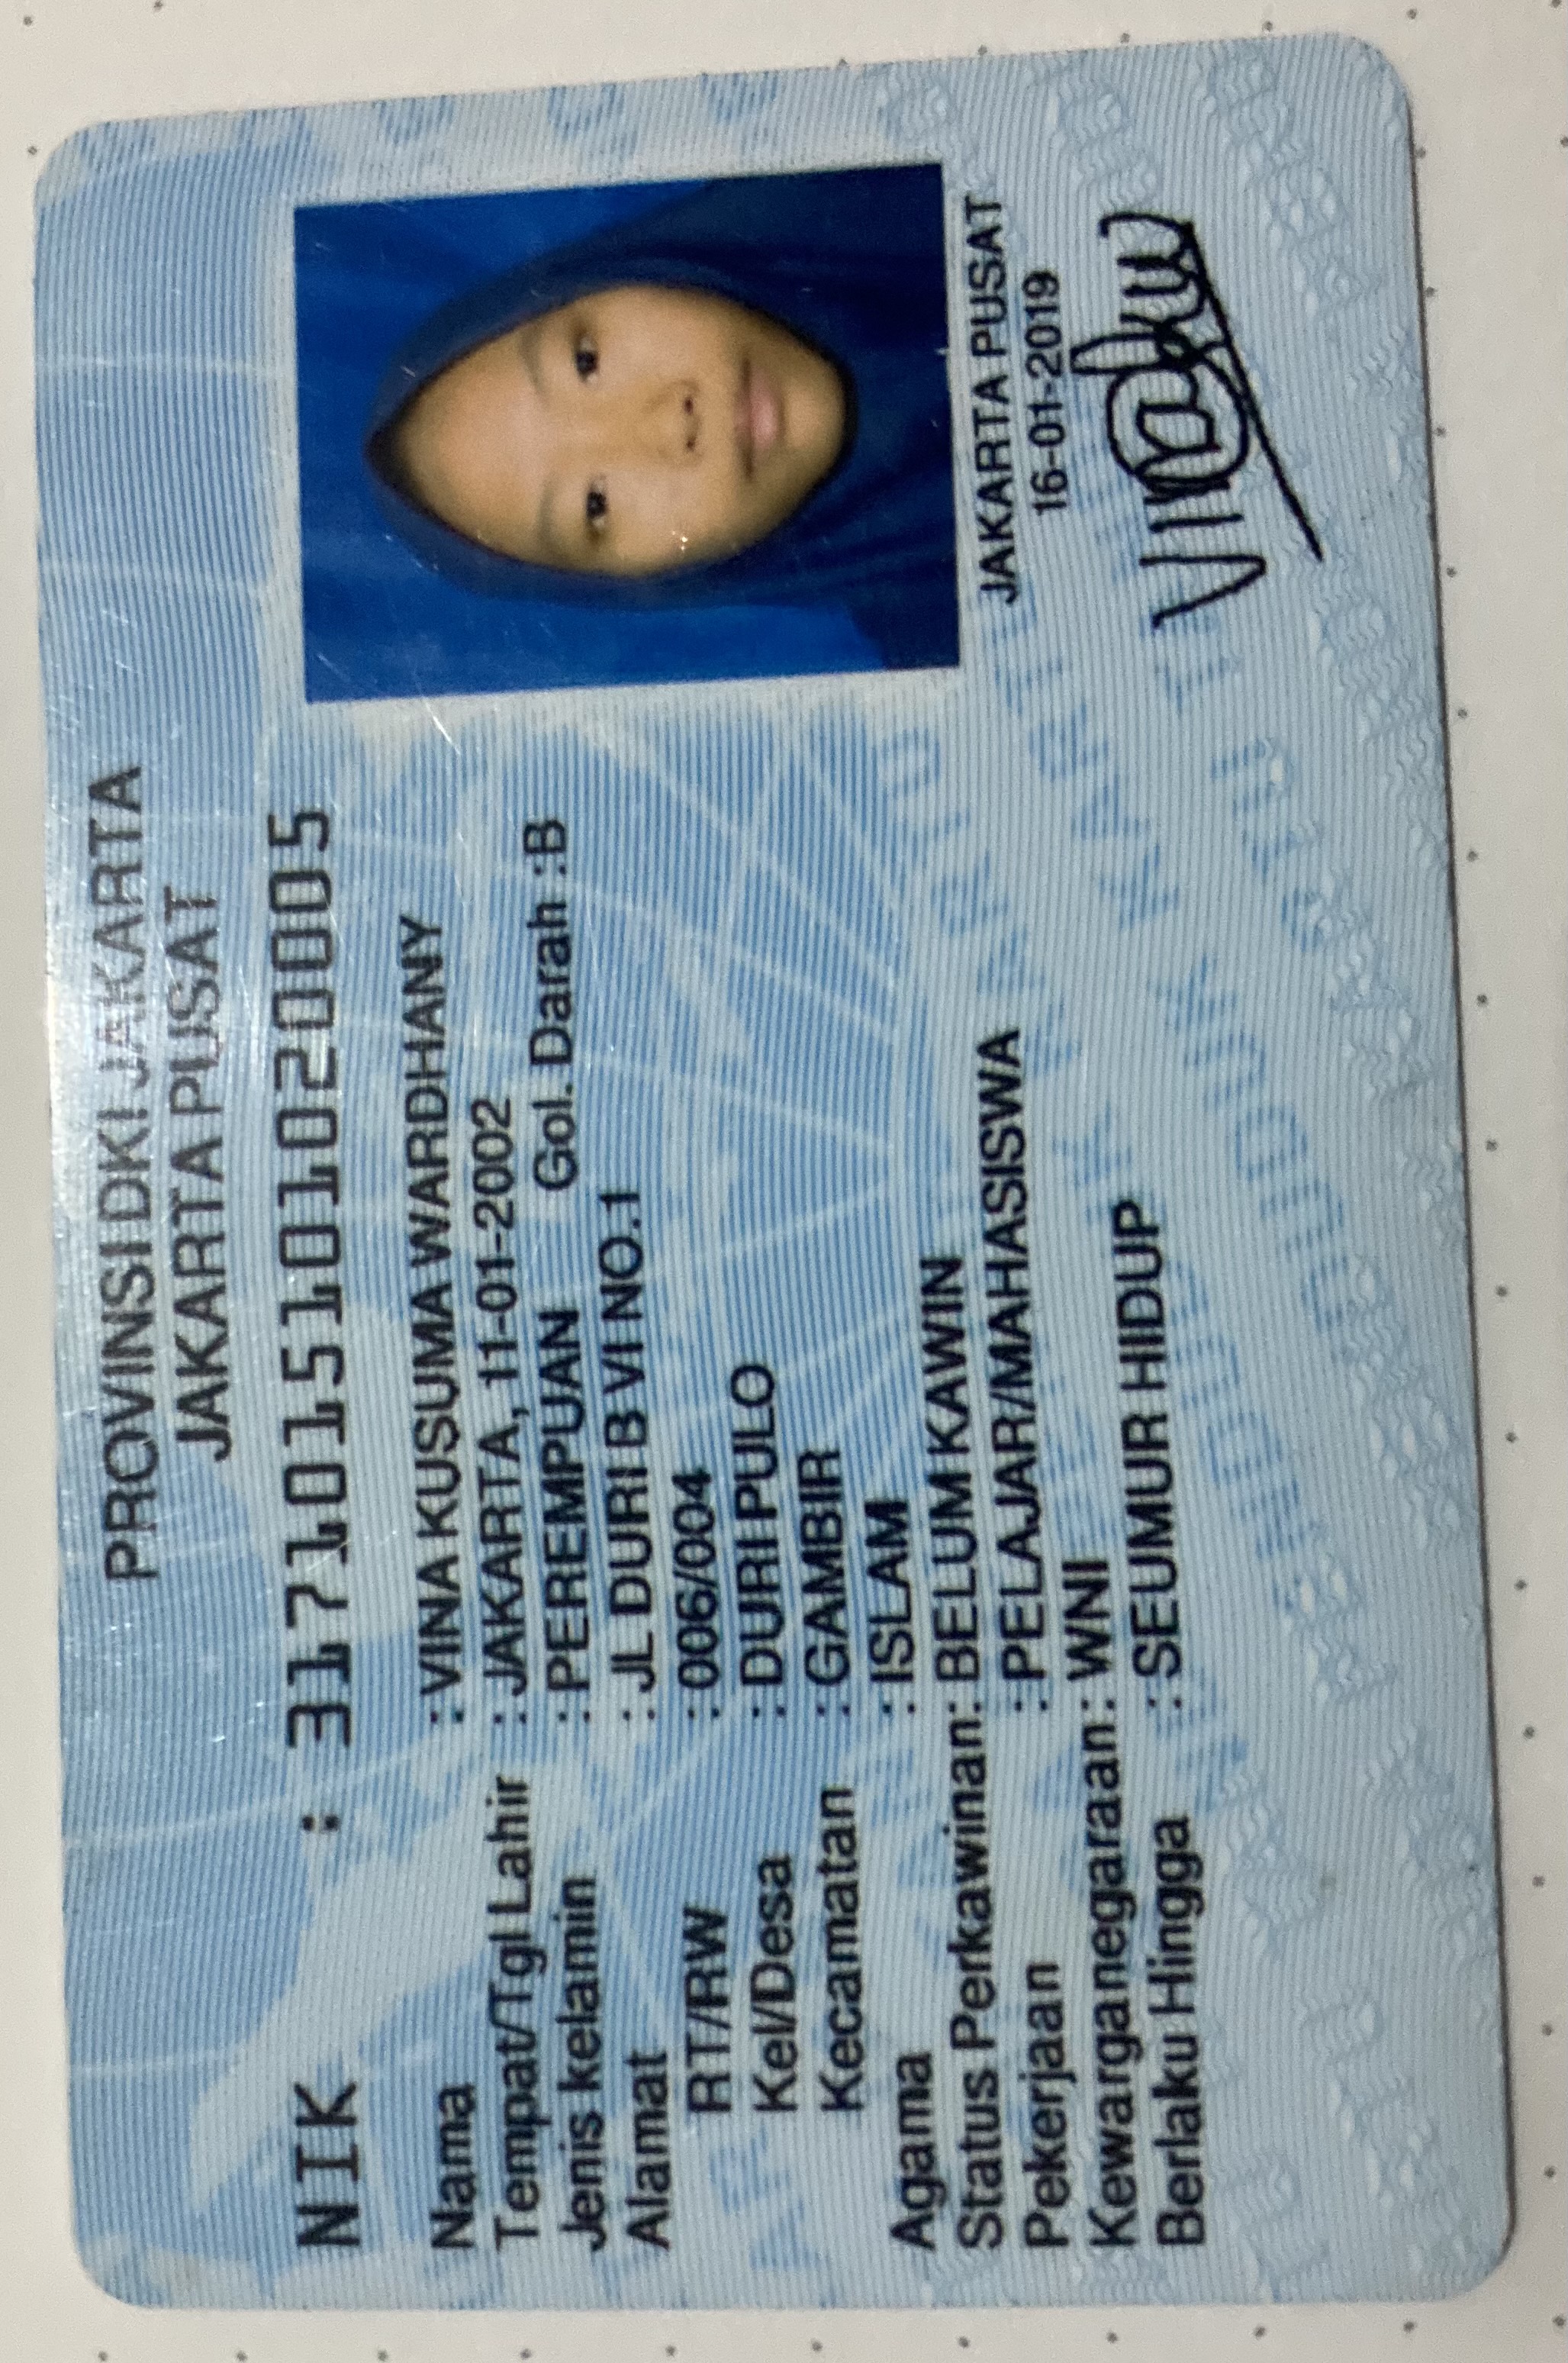 PROVINSI DKI JAKARTA
JAKARTA PUSAT
NIK : 3171015101020005
Nama : VINA KUSUMA WARDHANY
Tempat/Tgl Lahir : JAKARTA, 11-01-2002
Jenis kelamin : PEREMPUAN Gol. Darah :B
Alamat : JL DURI B VI NO.1
RT/RW : 006/004
Kel/Desa : DURI PULO
Kecamatan : GAMBIR
Agama : ISLAM
Status Perkawinan: BELUM KAWIN
Pekerjaan : PELAJAR/MAHASISWA
Kewarganegaraan: WNI
Berlaku Hingga : SEUMUR HIDUP
JAKARTA PUSAT
16-01-2019